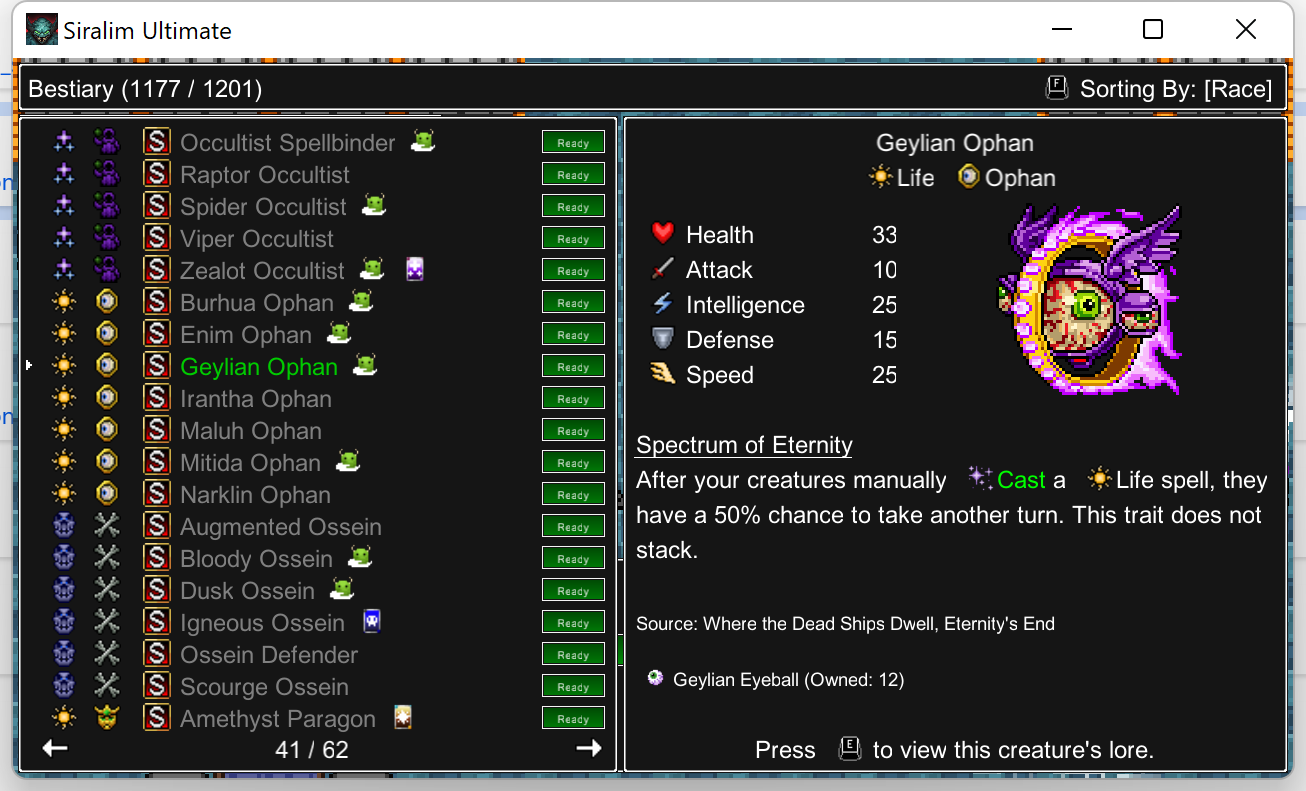 Siralim Ultimate
Bestiary (1177 / 1201)
F Sorting By: [Race]
S Occultist Spellbinder Ready
S Raptor Occultist Ready
S Spider Occultist Ready
S Viper Occultist Ready
S Zealot Occultist Ready
S Burhua Ophan Ready
S Enim Ophan Ready
S Geylian Ophan Ready
S Irantha Ophan Ready
S Maluh Ophan Ready
S Mitida Ophan Ready
S Narklin Ophan Ready
S Augmented Ossein Ready
S Bloody Ossein Ready
S Dusk Ossein Ready
S Igneous Ossein Ready
S Ossein Defender Ready
S Scourge Ossein Ready
S Amethyst Paragon Ready
41 / 62
Geylian Ophan
Life Ophan
Health 33
Attack 10
Intelligence 25
Defense 15
Speed 25
Spectrum of Eternity
After your creatures manually Cast a Life spell, they
have a 50% chance to take another turn. This trait does not
stack.
Source: Where the Dead Ships Dwell, Eternity's End
Geylian Eyeball (Owned: 12)
Press E to view this creature's lore.